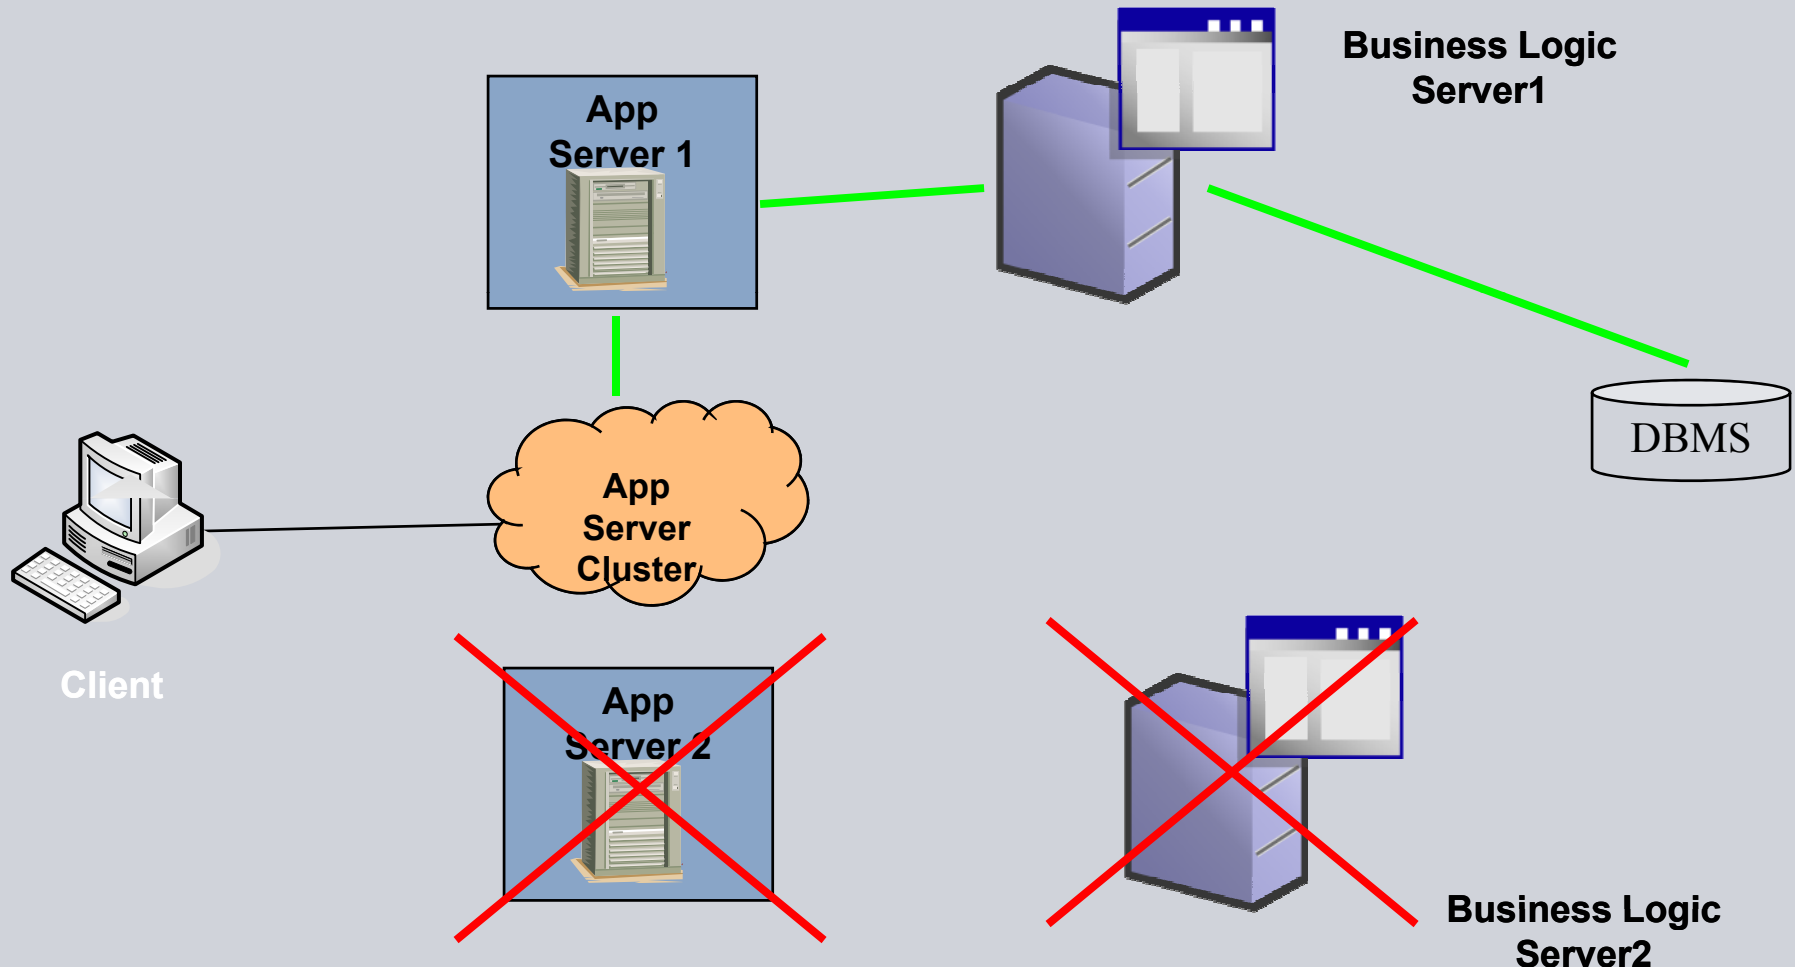 App
Server 1
Business Logic
Server1
DBMS
App
Server
Cluster
Client
App
Server 2
Business Logic
Server2